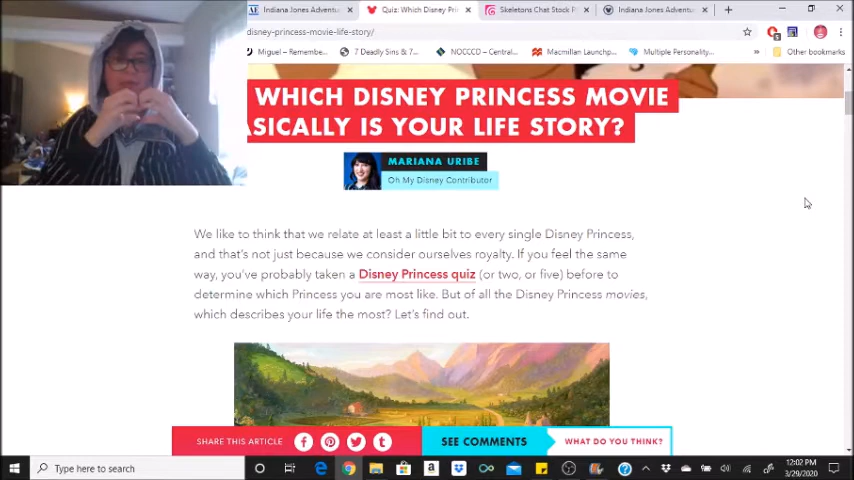 Indiana Jones Adventu
Quiz: Which Disney Pri
Skeletons Chat Stock P
Indiana Jones Adventu
disney-princess-movie-life-story/
Miguel – Remembe...
7 Deadly Sins & 7...
NOCCCD – Central...
Macmillan Launchp...
Multiple Personality...
Other bookmarks
WHICH DISNEY PRINCESS MOVIE
ASICALLY IS YOUR LIFE STORY?
MARIANA URIBE
Oh My Disney Contributor
We like to think that we relate at least a little bit to every single Disney Princess,
and that's not just because we consider ourselves royalty. If you feel the same
way, you've probably taken a Disney Princess quiz (or two, or five) before to
determine which Princess you are most like. But of all the Disney Princess movies,
which describes your life the most? Let's find out.
SHARE THIS ARTICLE
SEE COMMENTS
WHAT DO YOU THINK?
Type here to search
12:02 PM
3/29/2020